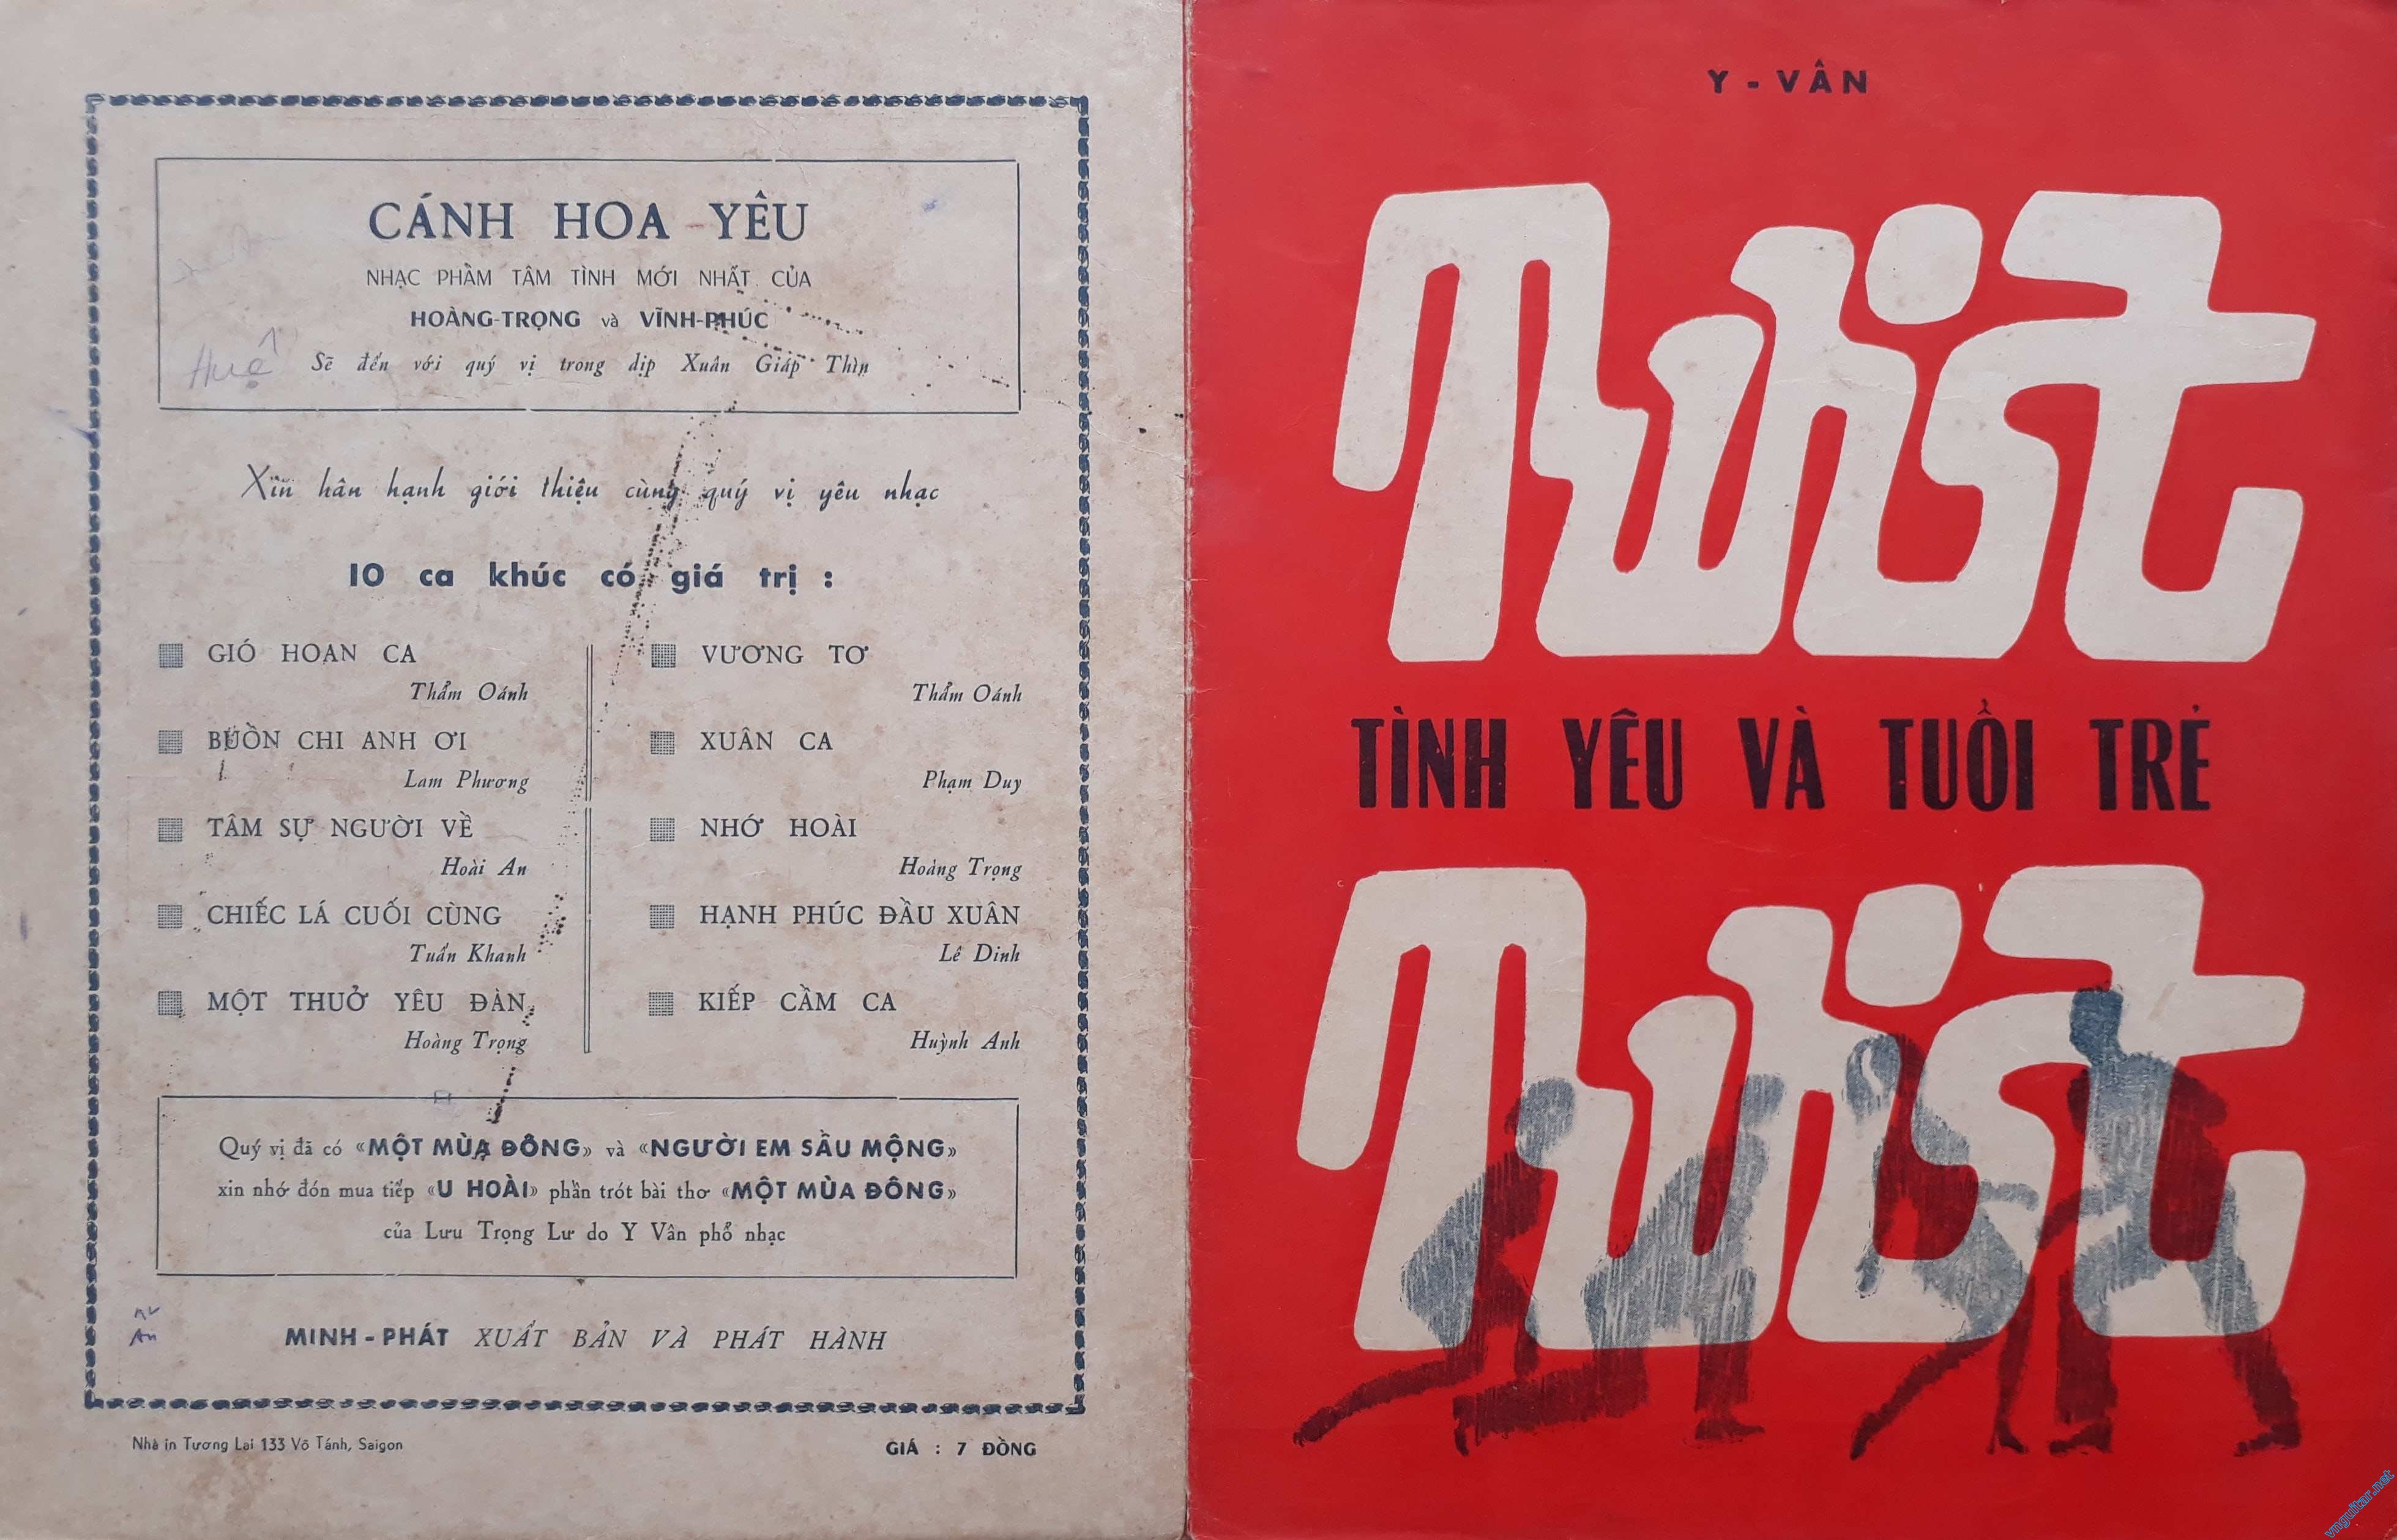 CÁNH HOA YÊU
NHẠC PHẨM TÂM TÌNH MỚI NHẤT CỦA
HOÀNG-TRỌNG và VĨNH-PHÚC
Huệ
Sẽ đến với quý vị trong dịp Xuân Giáp Thìn
Xin hân hạnh giới thiệu cùng quý vị yêu nhạc
10 ca khúc có giá trị :
GIÓ HOAN CA
Thẩm Oánh
BUỒN CHI ANH ƠI
Lam Phương
TÂM SỰ NGƯỜI VỀ
Hoài An
CHIẾC LÁ CUỐI CÙNG
Tuấn Khanh
MỘT THUỞ YÊU ĐÀN
Hoàng Trọng
VƯƠNG TƠ
Thẩm Oánh
XUÂN CA
Phạm Duy
NHỚ HOÀI
Hoàng Trọng
HẠNH PHÚC ĐẦU XUÂN
Lê Dinh
KIẾP CẦM CA
Huỳnh Anh
Quý vị đã có «MỘT MÙA ĐÔNG» và «NGƯỜI EM SẦU MỘNG»
xin nhớ đón mua tiếp «U HOÀI» phần trót bài thơ «MỘT MÙA ĐÔNG»
của Lưu Trọng Lư do Y Vân phổ nhạc
An
MINH - PHÁT XUẤT BẢN VÀ PHÁT HÀNH
Nhà in Tương Lai 133 Võ Tánh, Saigon
GIÁ : 7 ĐỒNG
Y - VÂN
Twist
TÌNH YÊU VÀ TUỔI TRẺ
Twist
vnguitar.net